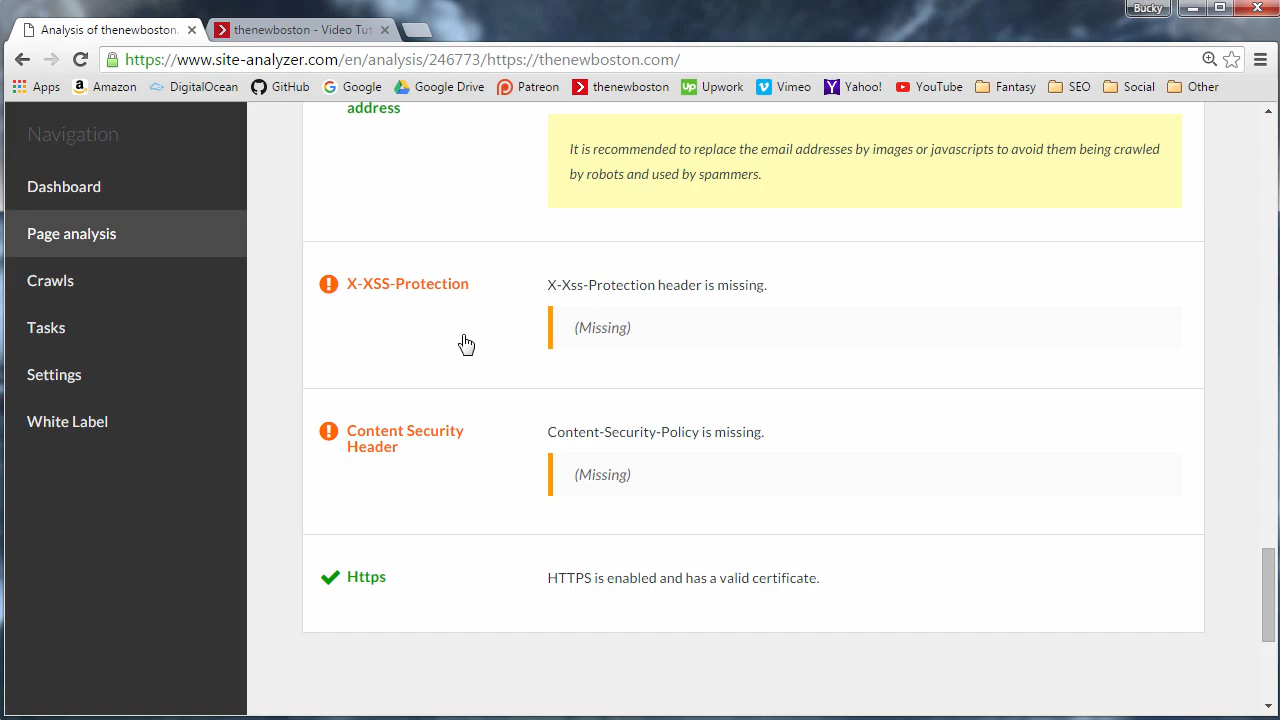 Bucky
Analysis of thenewboston.
thenewboston - Video Tut
https://www.site-analyzer.com/en/analysis/246773/https://thenewboston.com/
Apps Amazon DigitalOcean GitHub Google Google Drive Patreon thenewboston Upwork Vimeo Yahoo! YouTube Fantasy SEO Social Other
Navigation
Dashboard
Page analysis
Crawls
Tasks
Settings
White Label
address
It is recommended to replace the email addresses by images or javascripts to avoid them being crawled
by robots and used by spammers.
X-XSS-Protection
X-Xss-Protection header is missing.
(Missing)
Content Security
Header
Content-Security-Policy is missing.
(Missing)
Https
HTTPS is enabled and has a valid certificate.